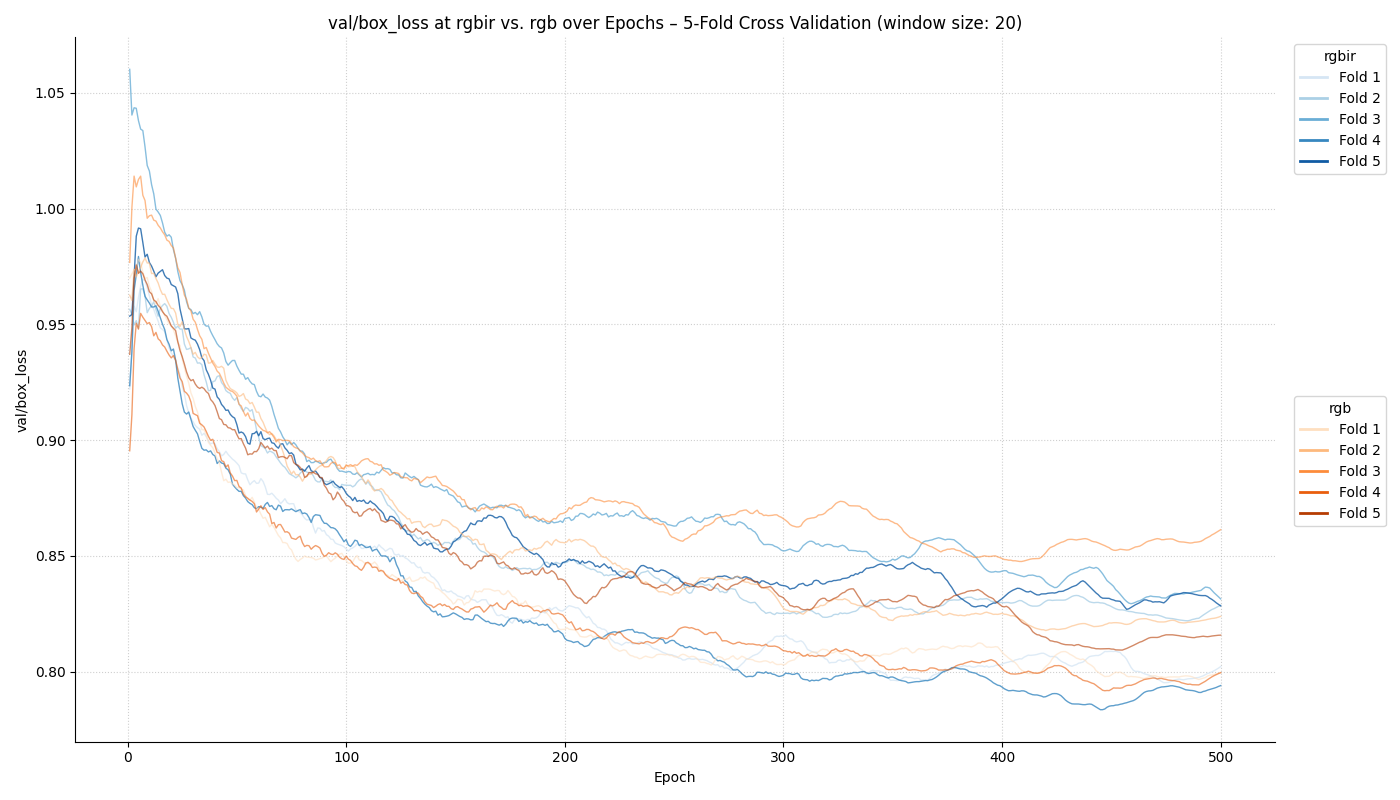 val/box_loss at rgbir vs. rgb over Epochs – 5-Fold Cross Validation (window size: 20)
rgbir
Fold 1
Fold 2
Fold 3
Fold 4
Fold 5
rgb
Fold 1
Fold 2
Fold 3
Fold 4
Fold 5
val/box_loss
1.05
1.00
0.95
0.90
0.85
0.80
0
100
200
300
400
500
Epoch